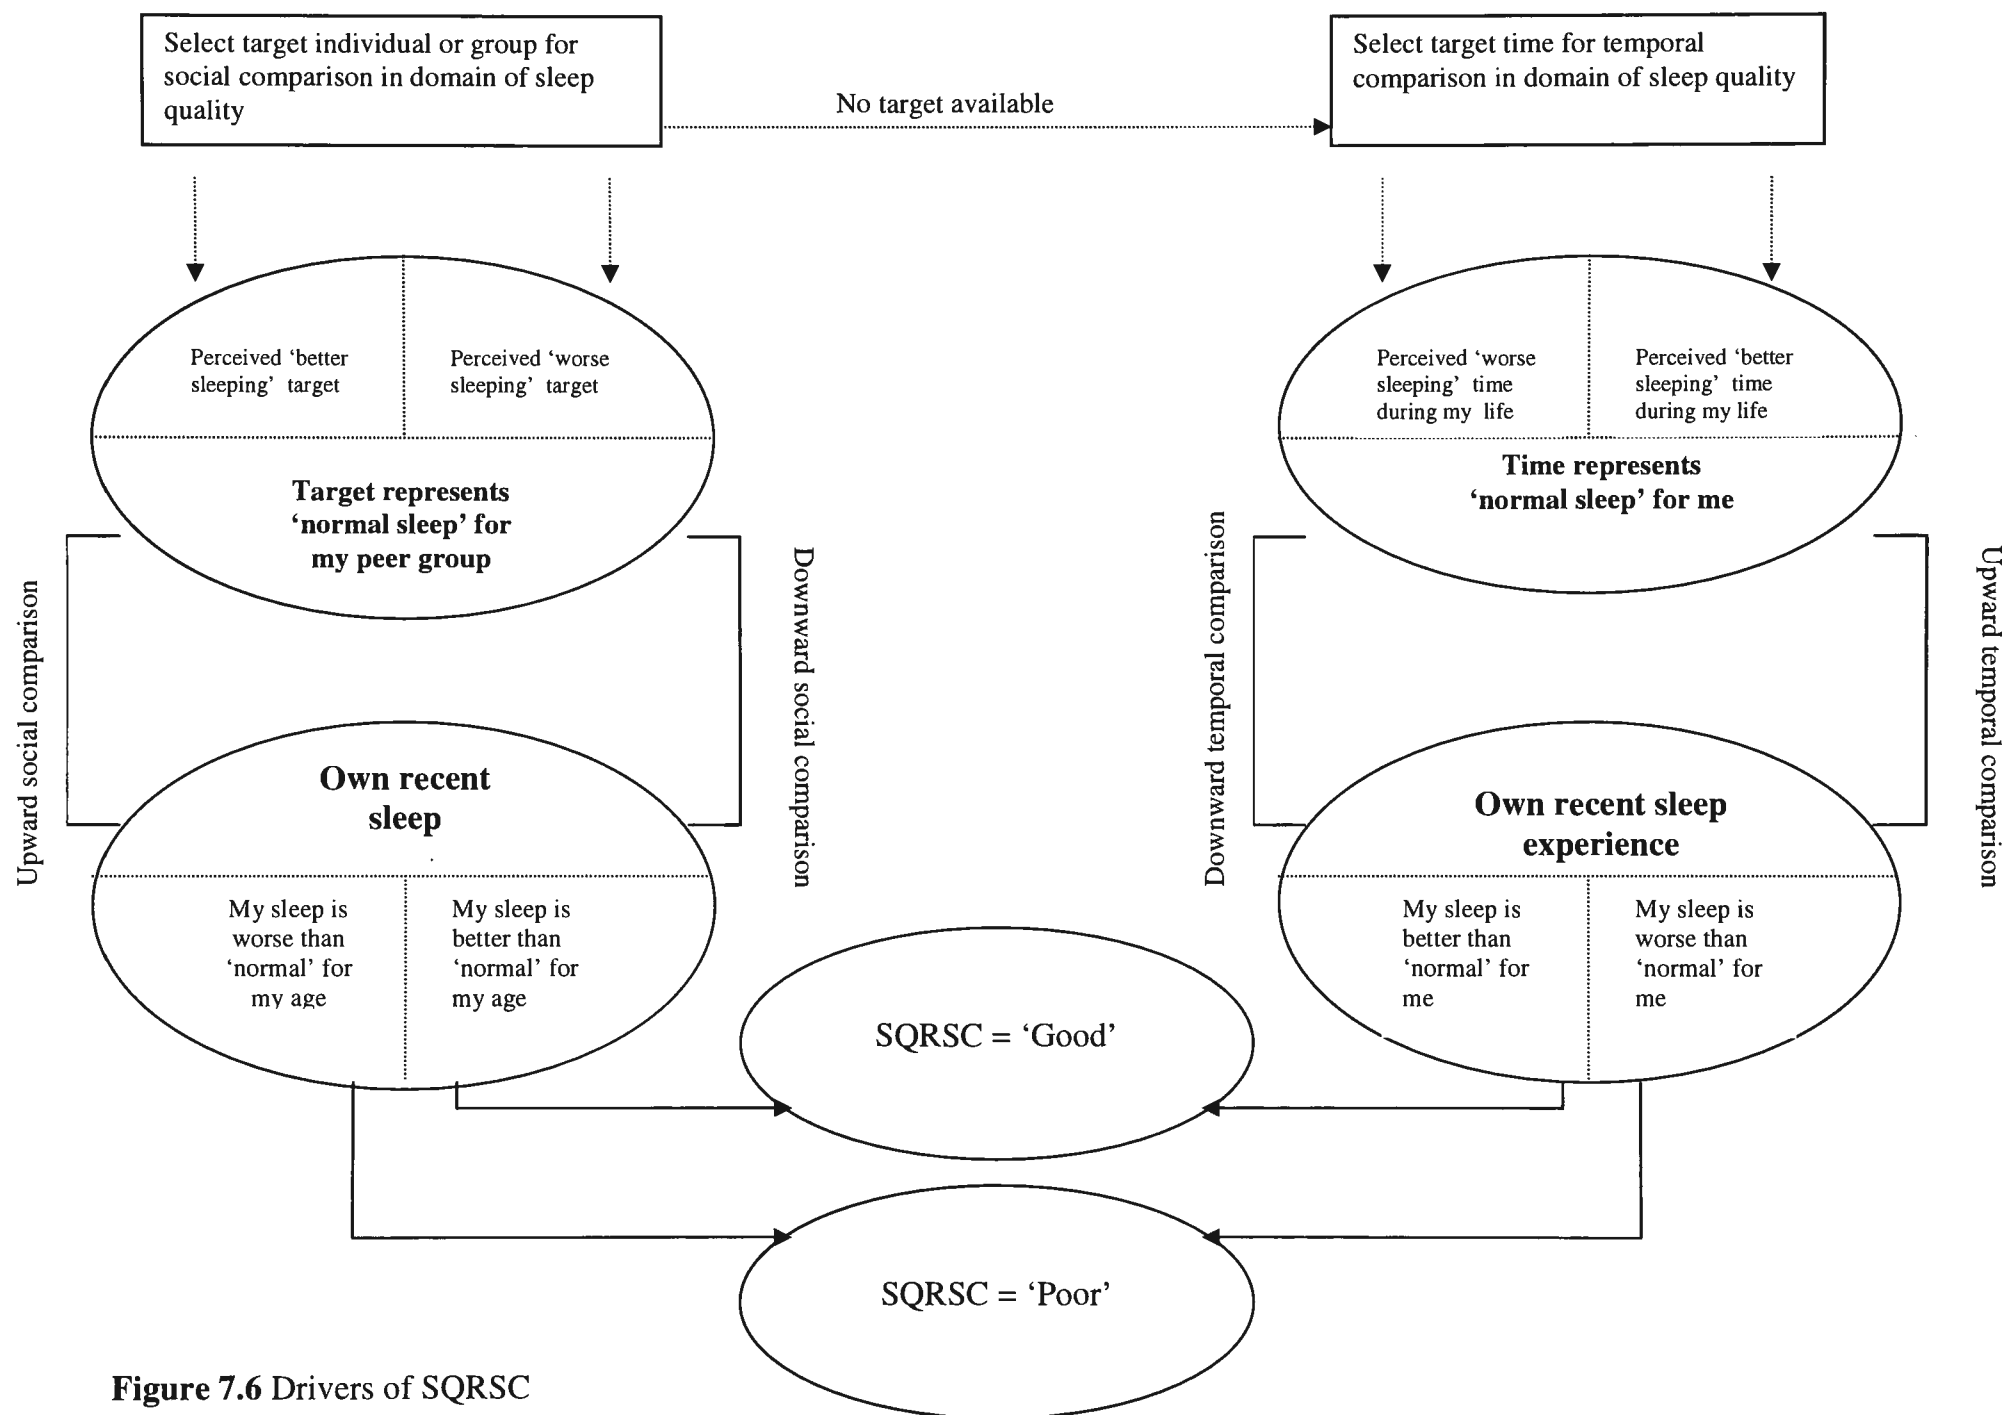 Select target individual or group for
social comparison in domain of sleep
quality
No target available
Select target time for temporal
comparison in domain of sleep quality
Perceived ‘better
sleeping’ target
Perceived ‘worse
sleeping’ target
Target represents
‘normal sleep’ for
my peer group
Perceived ‘worse
sleeping’ time
during my life
Perceived ‘better
sleeping’ time
during my life
Time represents
‘normal sleep’ for me
Upward social comparison
Downward social comparison
Downward temporal comparison
Upward temporal comparison
Own recent
sleep
My sleep is
worse than
‘normal’ for
my age
My sleep is
better than
‘normal’ for
my age
Own recent sleep
experience
My sleep is
better than
‘normal’ for
me
My sleep is
worse than
‘normal’ for
me
SQRSC = ‘Good’
SQRSC = ‘Poor’
Figure 7.6 Drivers of SQRSC